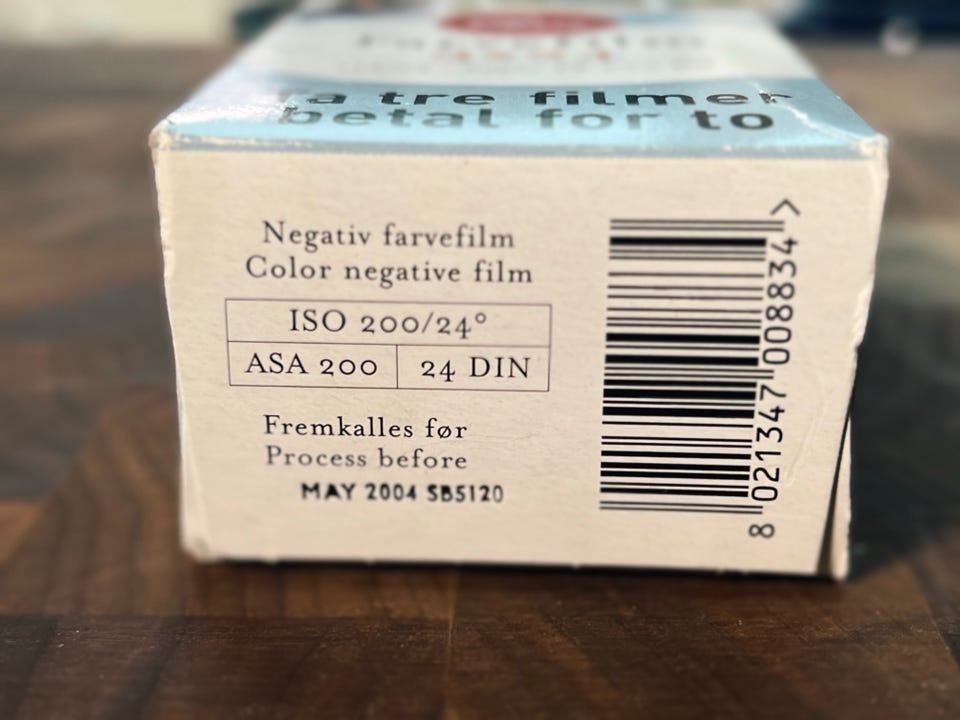 Ta tre filmer
betal for to
Negativ farvefilm
Color negative film
ISO 200/24°
ASA 200 24 DIN
Fremkalles før
Process before
MAY 2004 SB5120
8 021347 008834 >